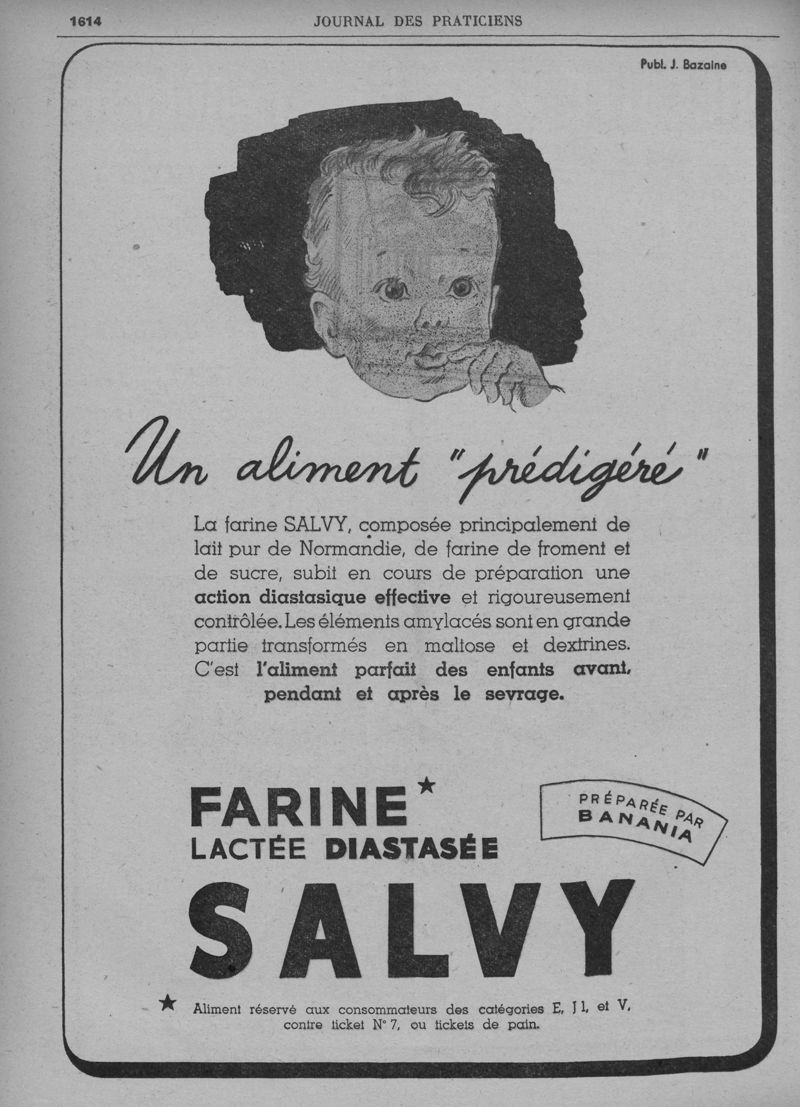 1614
JOURNAL DES PRATICIENS
Publ. J. Bazaine
Un aliment "prédigéré"
La farine SALVY, composée principalement de
lait pur de Normandie, de farine de froment et
de sucre, subit en cours de préparation une
action diastasique effective et rigoureusement
contrôlée. Les éléments amylacés sont en grande
partie transformés en maltose et dextrines.
C'est l'aliment parfait des enfants avant,
pendant et après le sevrage.
FARINE★
LACTÉE DIASTASÉE
PRÉPARÉE PAR
BANANIA
SALVY
★ Aliment réservé aux consommateurs des catégories E, J1, et V,
contre ticket N° 7, ou tickets de pain.